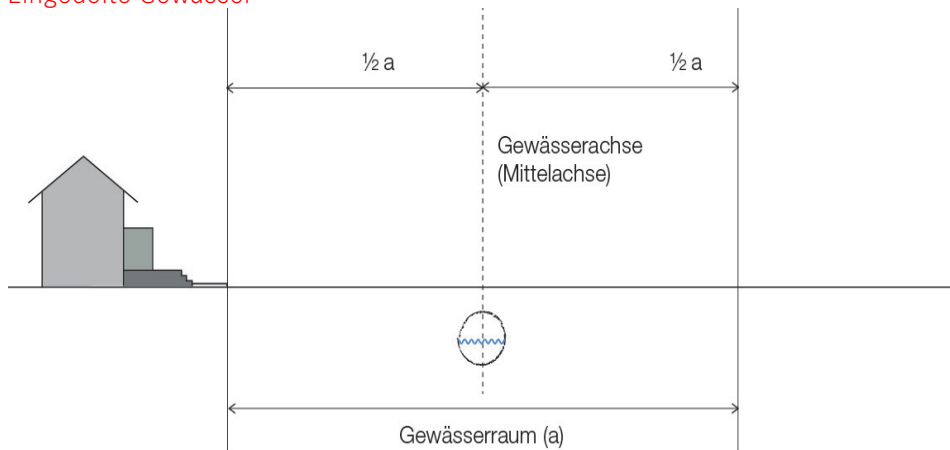 Eingedolte Gewässer
½ a
½ a
Gewässerachse
(Mittelachse)
Gewässerraum (a)